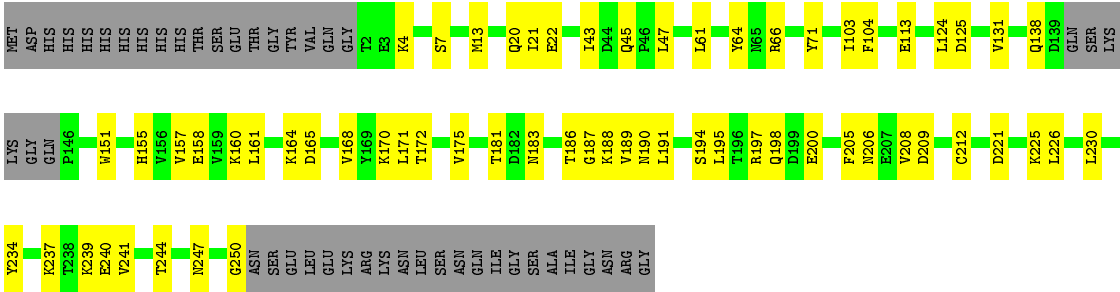 MET ASP HIS HIS HIS HIS HIS HIS HIS HIS THR SER GLU THR GLY TYR VAL GLN GLY T2 E3 K4 S7 M13 Q20 I21 E22 I43 D44 Q45 P46 L47 L61 Y64 N65 R66 Y71 I103 F104 E113 L124 D125 V131 Q138 D139 GLN SER LYS
LYS GLY GLN P146 W151 H155 V156 V157 E158 V159 K160 L161 K164 D165 V168 Y169 K170 L171 T172 V175 T181 D182 N183 T186 G187 K188 V189 N190 L191 S194 L195 T196 R197 Q198 D199 E200 F205 N206 E207 V208 D209 C212 D221 K225 L226 L230
Y234 K237 T238 K239 E240 V241 T244 N247 G250 ASN SER GLU LEU GLU LYS ARG LYS ASN LEU SER ASN GLN ILE GLY SER ALA ILE GLY ASN ARG GLY